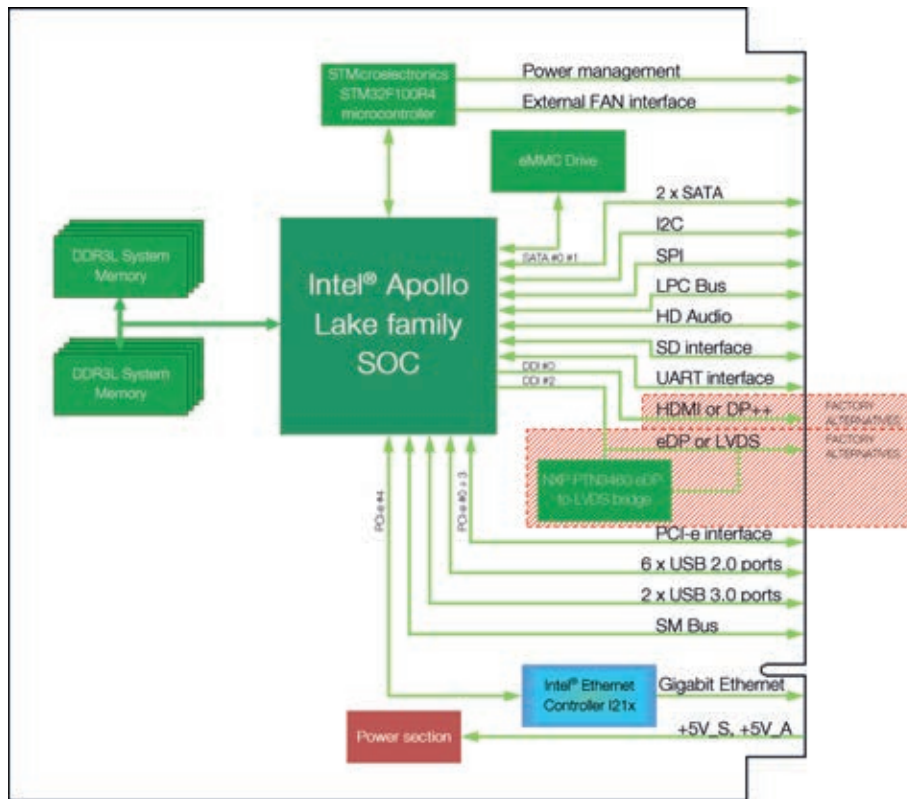 STMicroelectronics
STM32F100R4
microcontroller
Power management
External FAN interface
eMMC Drive
2 x SATA
I2C
SATA #0 #1
SPI
LPC Bus
HD Audio
SD interface
UART interface
DDR3L System
Memory
DDR3L System
Memory
Intel® Apollo
Lake family
SOC
DDI #0
DDI #2
HDMI or DP++
FACTORY
ALTERNATIVES
eDP or LVDS
FACTORY
ALTERNATIVES
NXP PTN3460 eDP
to LVDS bridge
PCI-e #4
PCI-e #0 ÷ 3
PCI-e interface
6 x USB 2.0 ports
2 x USB 3.0 ports
SM Bus
Intel® Ethernet
Controller I21x
Gigabit Ethernet
Power section
+5V_S, +5V_A